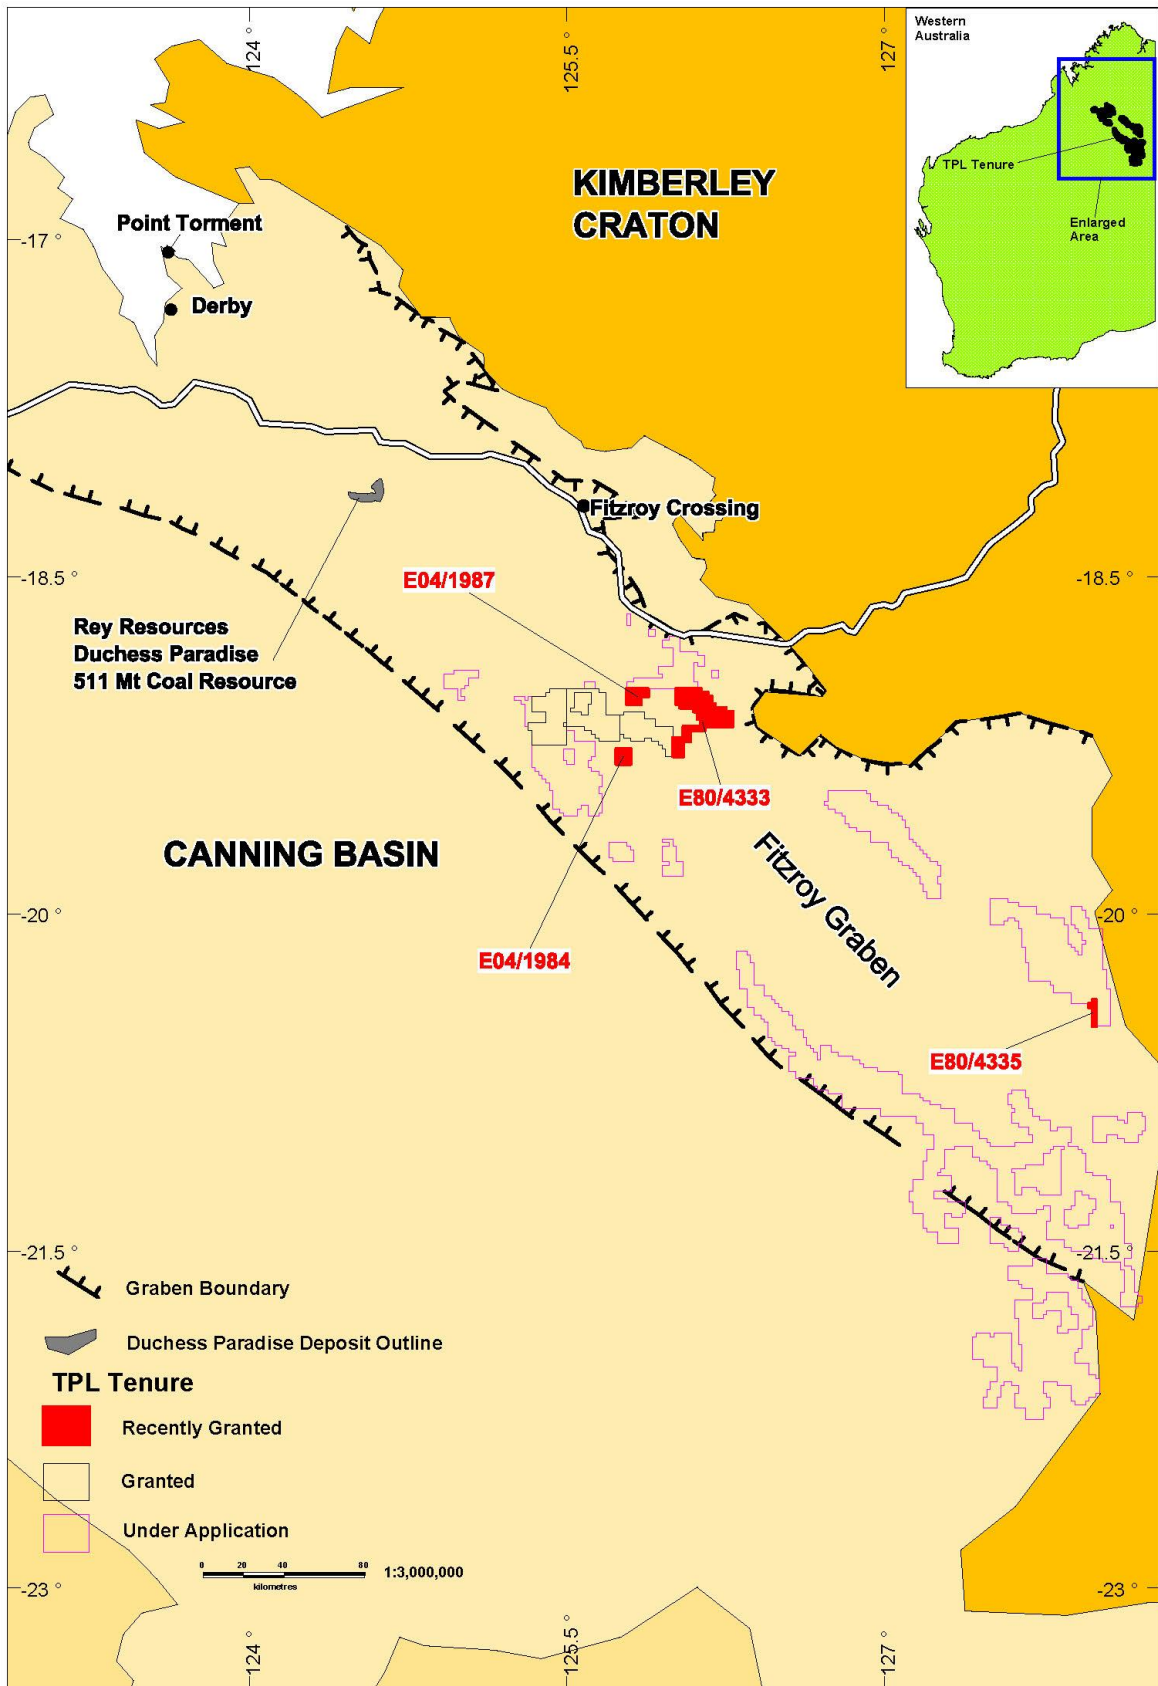 124 °
125.5 °
127 °
Western
Australia
TPL Tenure
Enlarged
Area
KIMBERLEY
CRATON
Point Torment
-17 °
Derby
Fitzroy Crossing
E04/1987
-18.5 °
-18.5 °
Rey Resources
Duchess Paradise
511 Mt Coal Resource
E80/4333
CANNING BASIN
Fitzroy Graben
-20 °
-20 °
E04/1984
E80/4335
-21.5 °
-21.5 °
Graben Boundary
Duchess Paradise Deposit Outline
TPL Tenure
Recently Granted
Granted
Under Application
0 20 40 80
kilometres
1:3,000,000
-23 °
-23 °
124 °
125.5 °
127 °